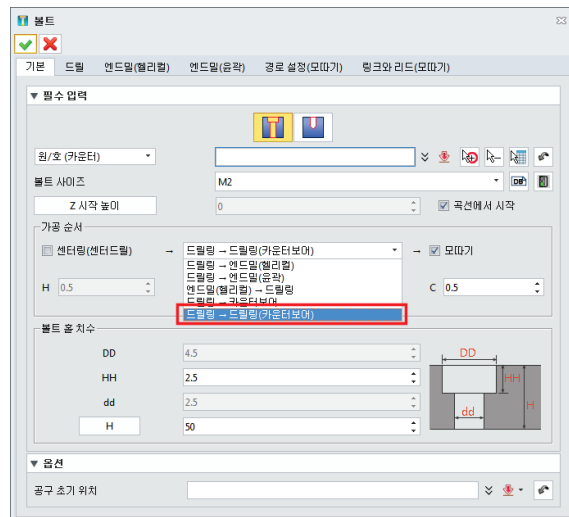 볼트
기본 드릴 엔드밀(헬리컬) 엔드밀(윤곽) 경로 설정(모따기) 링크와 리드(모따기)
▼ 필수 입력
원/호 (카운터)
볼트 사이즈 M2 DB
Z 시작 높이 0 곡선에서 시작
가공 순서
센터링(센터드릴) → 드릴링 → 드릴링(카운터보어) → 모따기
드릴링 → 엔드밀(헬리컬)
드릴링 → 엔드밀(윤곽)
엔드밀(헬리컬) → 드릴링
드릴링 → 카운터보어
드릴링 → 드릴링(카운터보어)
H 0.5 C 0.5
볼트 홀 치수
DD 4.5
HH 2.5
dd 2.5
H 50
DD
HH
H
dd
▼ 옵션
공구 초기 위치